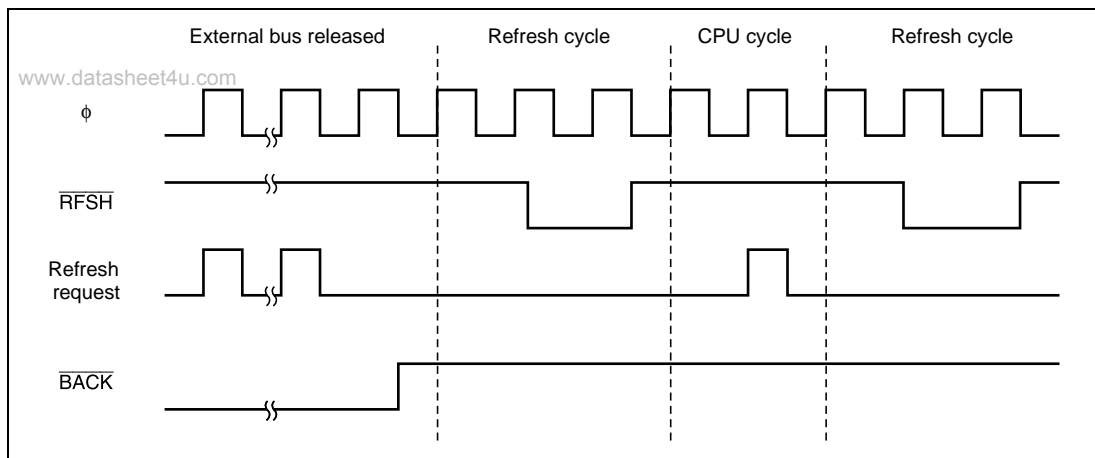 External bus released Refresh cycle CPU cycle Refresh cycle
www.datasheet4u.com
ϕ
RFSH
Refresh
request
BACK